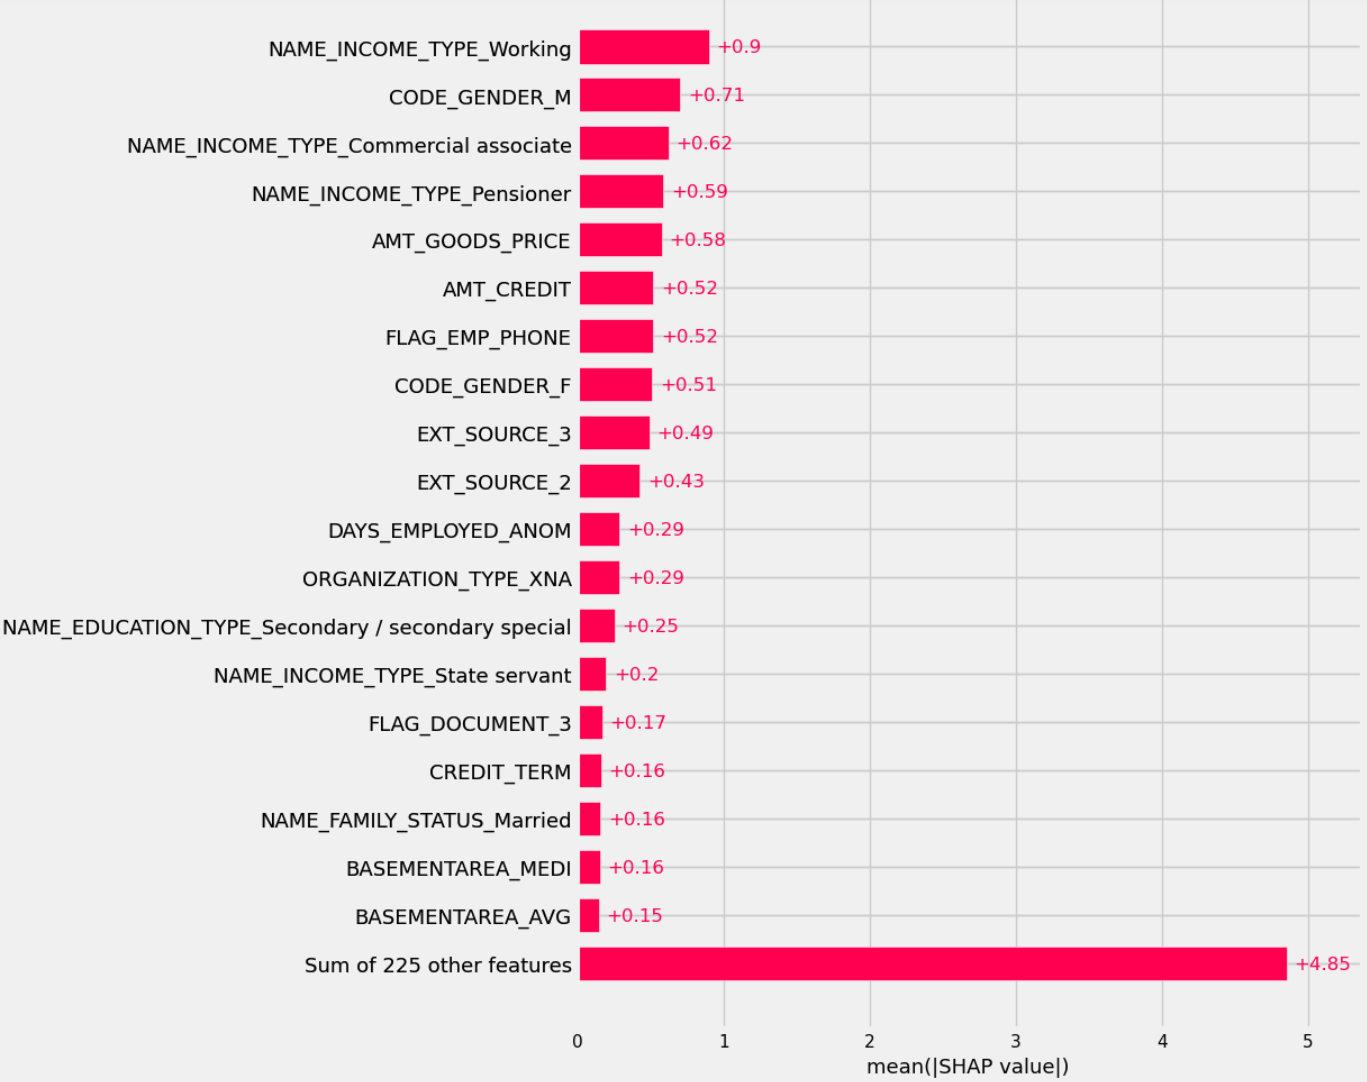 NAME_INCOME_TYPE_Working +0.9
CODE_GENDER_M +0.71
NAME_INCOME_TYPE_Commercial associate +0.62
NAME_INCOME_TYPE_Pensioner +0.59
AMT_GOODS_PRICE +0.58
AMT_CREDIT +0.52
FLAG_EMP_PHONE +0.52
CODE_GENDER_F +0.51
EXT_SOURCE_3 +0.49
EXT_SOURCE_2 +0.43
DAYS_EMPLOYED_ANOM +0.29
ORGANIZATION_TYPE_XNA +0.29
NAME_EDUCATION_TYPE_Secondary / secondary special +0.25
NAME_INCOME_TYPE_State servant +0.2
FLAG_DOCUMENT_3 +0.17
CREDIT_TERM +0.16
NAME_FAMILY_STATUS_Married +0.16
BASEMENTAREA_MEDI +0.16
BASEMENTAREA_AVG +0.15
Sum of 225 other features +4.85
0 1 2 3 4 5
mean(|SHAP value|)